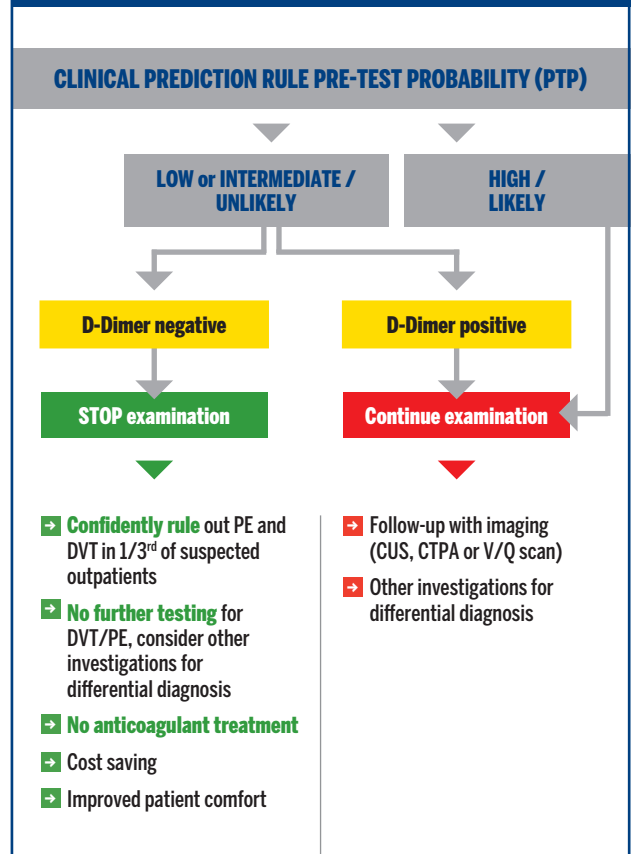 CLINICAL PREDICTION RULE PRE-TEST PROBABILITY (PTP)
LOW or INTERMEDIATE /
UNLIKELY
HIGH /
LIKELY
D-Dimer negative
D-Dimer positive
STOP examination
Continue examination
Confidently rule out PE and
DVT in 1/3rd of suspected
outpatients
No further testing for
DVT/PE, consider other
investigations for
differential diagnosis
No anticoagulant treatment
Cost saving
Improved patient comfort
Follow-up with imaging
(CUS, CTPA or V/Q scan)
Other investigations for
differential diagnosis